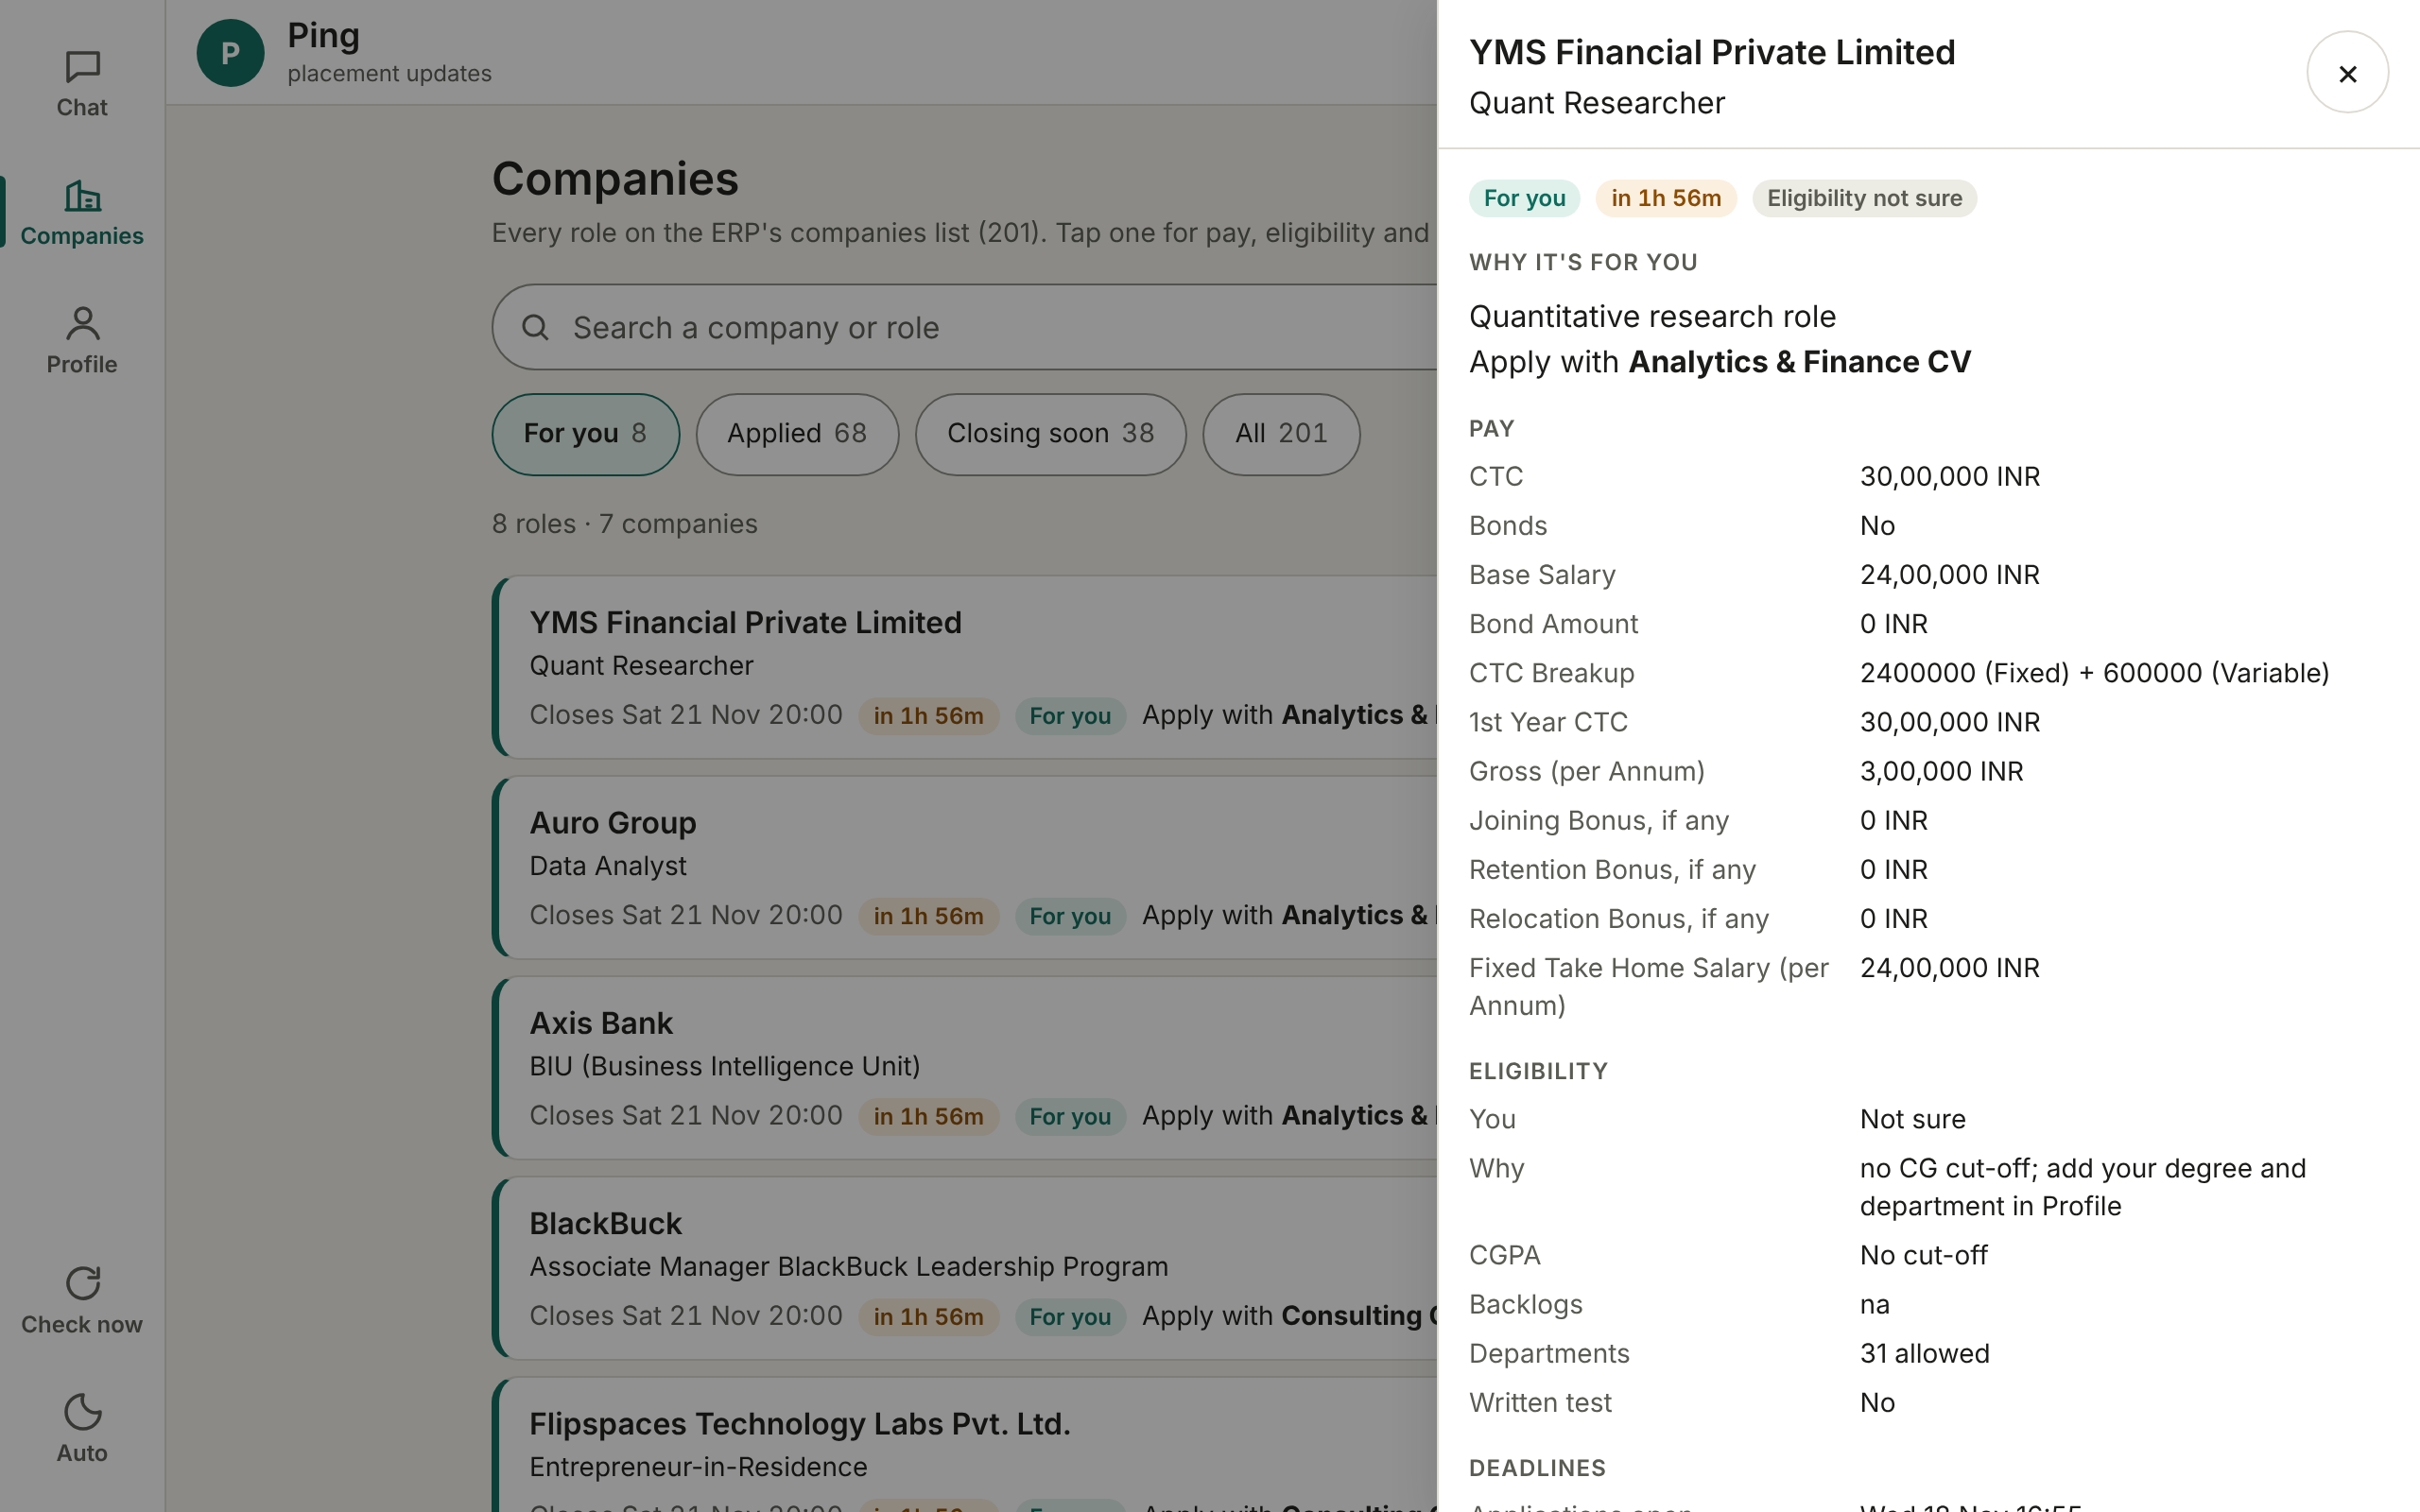 Chat
Companies
Profile
Check now
Auto
P
Ping
placement updates
Companies
Every role on the ERP's companies list (201). Tap one for pay, eligibility and
Search a company or role
For you 8
Applied 68
Closing soon 38
All 201
8 roles · 7 companies
YMS Financial Private Limited
Quant Researcher
Closes Sat 21 Nov 20:00 in 1h 56m For you Apply with Analytics &
Auro Group
Data Analyst
Closes Sat 21 Nov 20:00 in 1h 56m For you Apply with Analytics &
Axis Bank
BIU (Business Intelligence Unit)
Closes Sat 21 Nov 20:00 in 1h 56m For you Apply with Analytics &
BlackBuck
Associate Manager BlackBuck Leadership Program
Closes Sat 21 Nov 20:00 in 1h 56m For you Apply with Consulting
Flipspaces Technology Labs Pvt. Ltd.
Entrepreneur-in-Residence
YMS Financial Private Limited
Quant Researcher
For you in 1h 56m Eligibility not sure
WHY IT'S FOR YOU
Quantitative research role
Apply with Analytics & Finance CV
PAY
CTC 30,00,000 INR
Bonds No
Base Salary 24,00,000 INR
Bond Amount 0 INR
CTC Breakup 2400000 (Fixed) + 600000 (Variable)
1st Year CTC 30,00,000 INR
Gross (per Annum) 3,00,000 INR
Joining Bonus, if any 0 INR
Retention Bonus, if any 0 INR
Relocation Bonus, if any 0 INR
Fixed Take Home Salary (per 24,00,000 INR
Annum)
ELIGIBILITY
You Not sure
Why no CG cut-off; add your degree and
department in Profile
CGPA No cut-off
Backlogs na
Departments 31 allowed
Written test No
DEADLINES